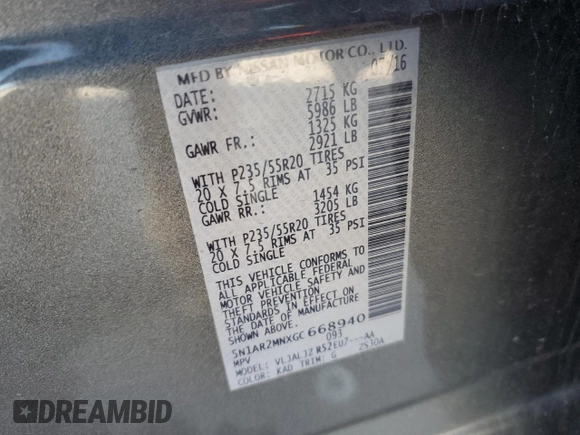 MFD BY NISSAN MOTOR CO., LTD.
DATE: /16
GVWR: 2715 KG
5986 LB
GAWR FR.: 1325 KG
2921 LB
WITH P235/55R20 TIRES
20 X 7.5 RIMS AT 35 PSI
COLD SINGLE
GAWR RR.: 1454 KG
3205 LB
WITH P235/55R20 TIRES
20 X 7.5 RIMS AT 35 PSI
COLD SINGLE
THIS VEHICLE CONFORMS TO
ALL APPLICABLE FEDERAL
MOTOR VEHICLE SAFETY AND
THEFT PREVENTION
STANDARDS IN EFFECT ON
THE DATE OF MANUFACTURE
SHOWN ABOVE.
5N1AR2MNXGC668940
MPV 093
MODEL: R52EU7---AA
COLOR: KAD TRIM: G 2530A
DREAMBID